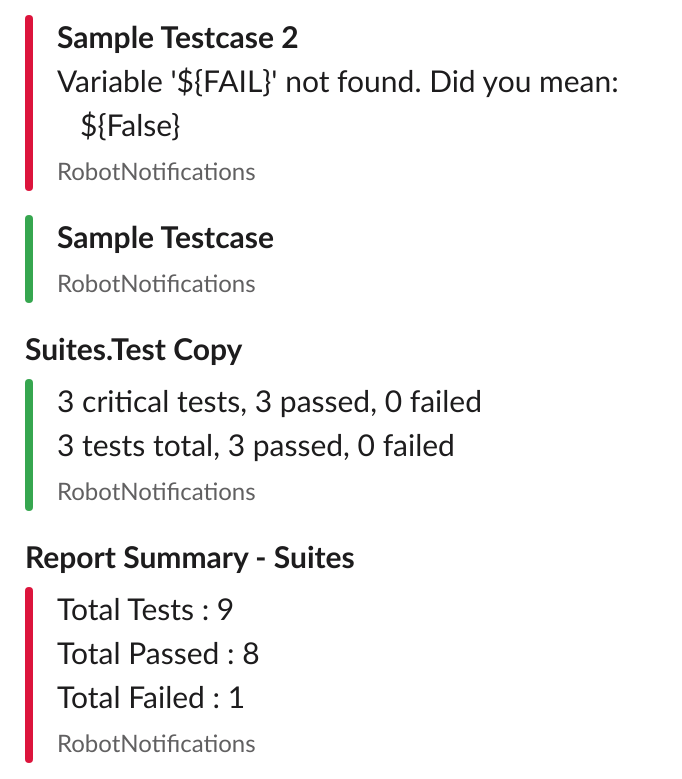 Sample Testcase 2
Variable '${FAIL}' not found. Did you mean:
${False}
RobotNotifications
Sample Testcase
RobotNotifications
Suites.Test Copy
3 critical tests, 3 passed, 0 failed
3 tests total, 3 passed, 0 failed
RobotNotifications
Report Summary - Suites
Total Tests : 9
Total Passed : 8
Total Failed : 1
RobotNotifications